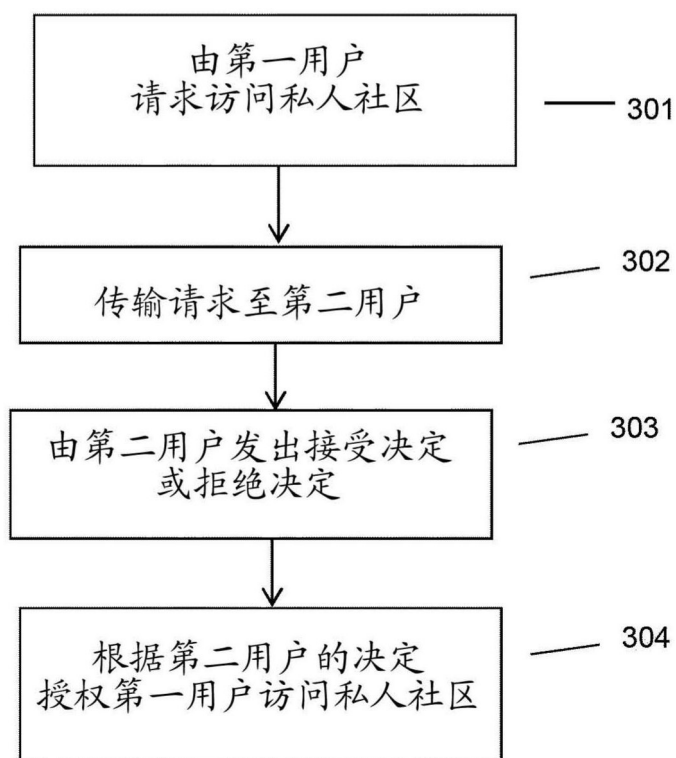 由第一用户
请求访问私人社区
301
传输请求至第二用户
302
由第二用户发出接受决定
或拒绝决定
303
根据第二用户的决定
授权第一用户访问私人社区
304